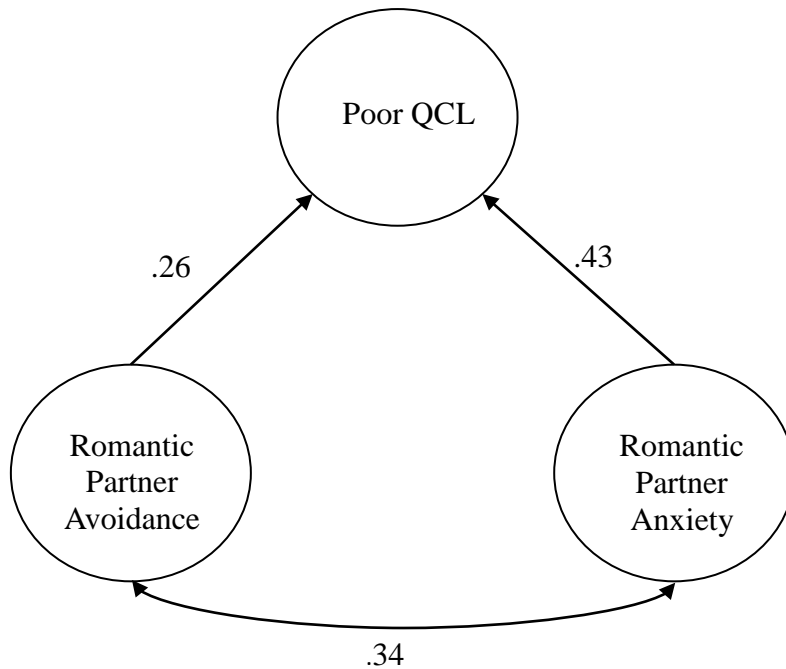 Poor QCL
.26
.43
Romantic
Partner
Avoidance
Romantic
Partner
Anxiety
.34